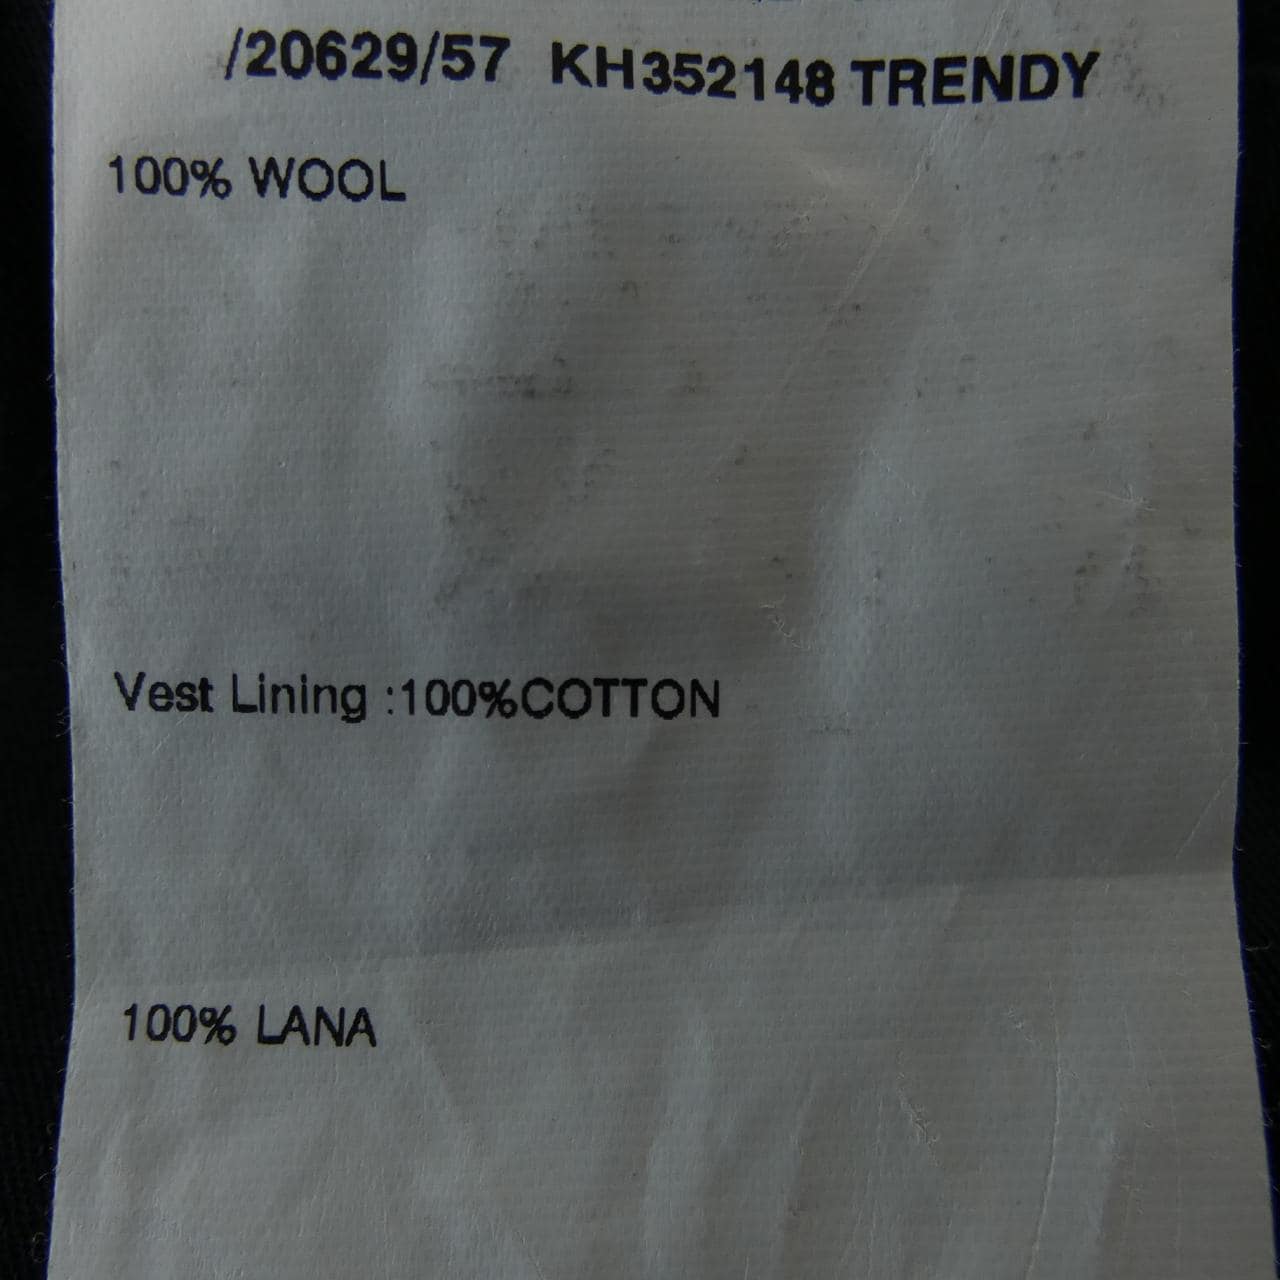 /20629/57 KH352148 TRENDY
100% WOOL
Vest Lining :100%COTTON
100% LANA